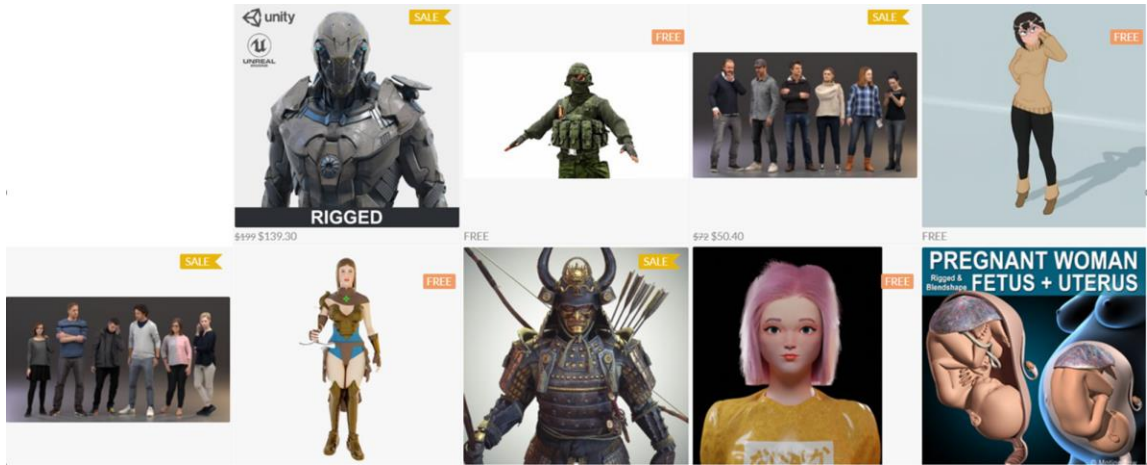 unity
UNREAL
SALE
RIGGED
$199 $139.30
FREE
FREE
SALE
$72 $50.40
FREE
FREE
SALE
FREE
SALE
FREE
PREGNANT WOMAN
Rigged &
Blendshape
FETUS + UTERUS